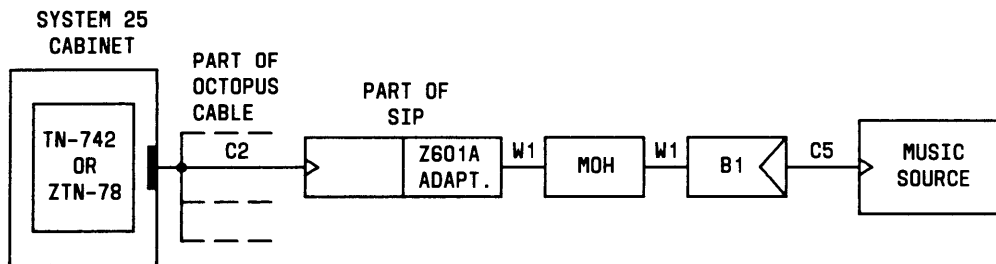 SYSTEM 25
CABINET
TN-742
OR
ZTN-78
PART OF
OCTOPUS
CABLE
C2
PART OF
SIP
Z601A
ADAPT.
W1
MOH
W1
B1
C5
MUSIC
SOURCE